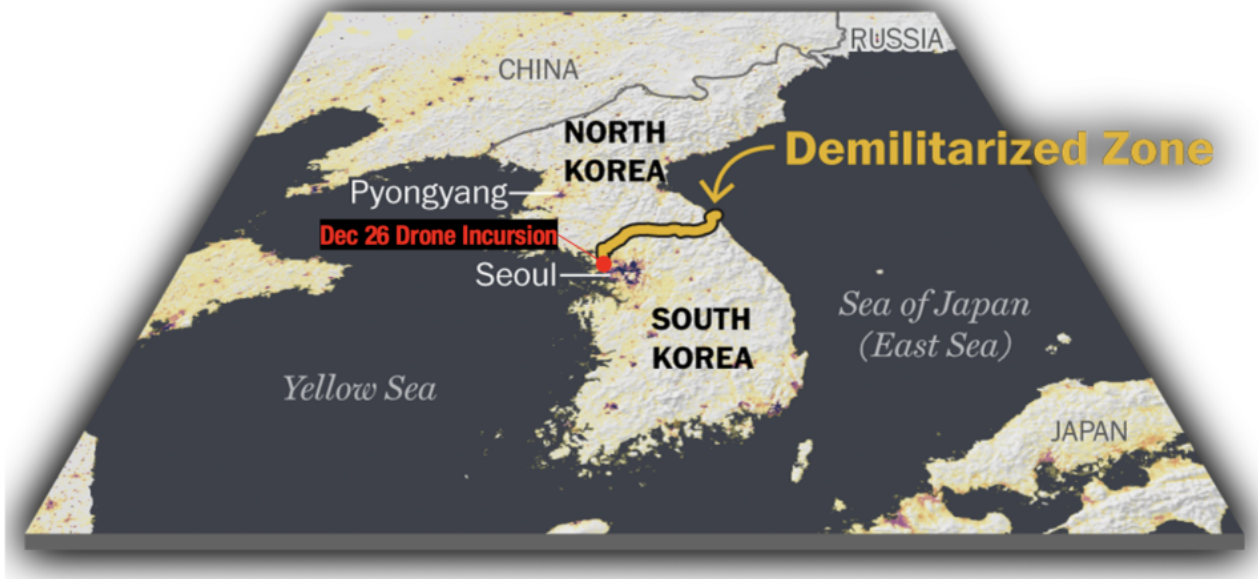 RUSSIA
CHINA
NORTH
KOREA
Demilitarized Zone
Pyongyang
Dec 26 Drone Incursion
Seoul
SOUTH
KOREA
Sea of Japan
(East Sea)
Yellow Sea
JAPAN